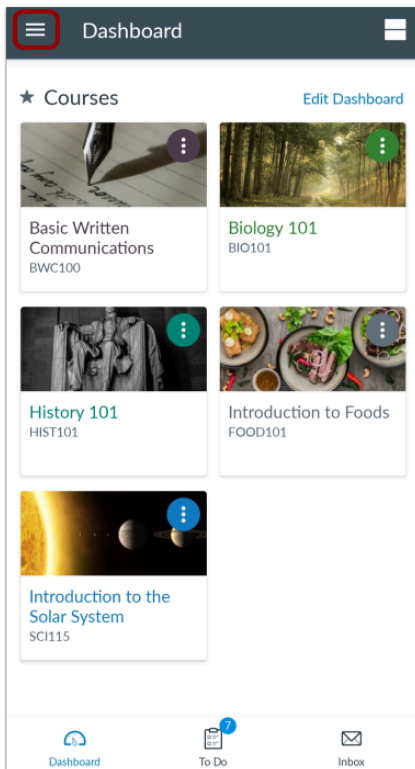 Dashboard
★ Courses
Edit Dashboard
Basic Written
Communications
BWC100
Biology 101
BIO101
History 101
HIST101
Introduction to Foods
FOOD101
Introduction to the
Solar System
SCI115
7
Dashboard
To Do
Inbox